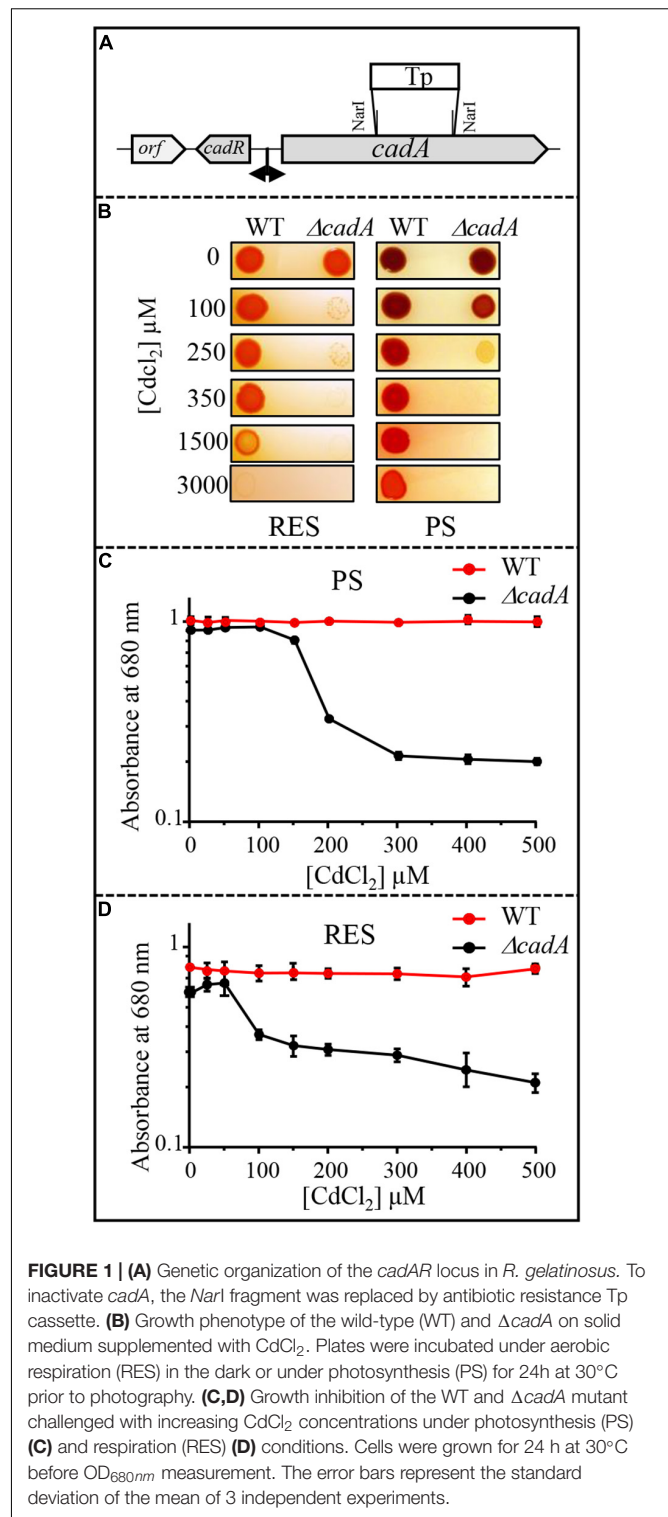 A
Tp
NarI
NarI
orf
cadR
cadA
B
WT ΔcadA WT ΔcadA
[Cdcl₂] µM
0
100
250
350
1500
3000
RES PS
C
PS
WT
ΔcadA
Absorbance at 680 nm
1
0.1
0 100 200 300 400 500
[CdCl₂] µM
D
RES
WT
ΔcadA
Absorbance at 680 nm
1
0.1
0 100 200 300 400 500
[CdCl₂] µM
FIGURE 1 | (A) Genetic organization of the cadAR locus in R. gelatinosus. To
inactivate cadA, the NarI fragment was replaced by antibiotic resistance Tp
cassette. (B) Growth phenotype of the wild-type (WT) and ΔcadA on solid
medium supplemented with CdCl₂. Plates were incubated under aerobic
respiration (RES) in the dark or under photosynthesis (PS) for 24h at 30°C
prior to photography. (C,D) Growth inhibition of the WT and ΔcadA mutant
challenged with increasing CdCl₂ concentrations under photosynthesis (PS)
(C) and respiration (RES) (D) conditions. Cells were grown for 24 h at 30°C
before OD₆₈₀nm measurement. The error bars represent the standard
deviation of the mean of 3 independent experiments.